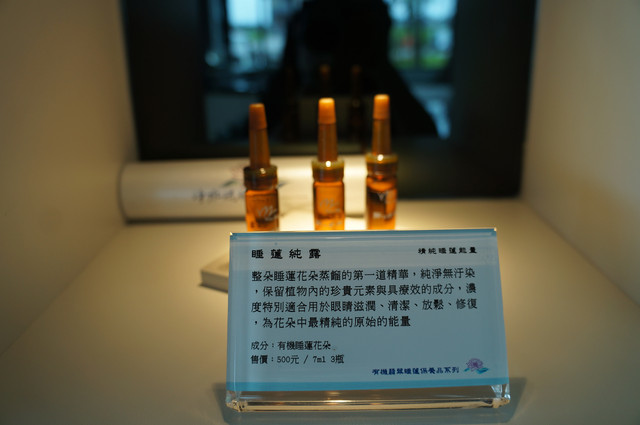 睡蓮純露
積純睡蓮能量
整朵睡蓮花朵蒸餾的第一道精華，純淨無汙染
，保留植物內的珍貴元素與具療效的成分，濃
度特別適合用於眼睛滋潤、清潔、放鬆、修復
，為花朵中最精純的原始的能量
成分：有機睡蓮花朵
售價：500元 / 7ml 3瓶